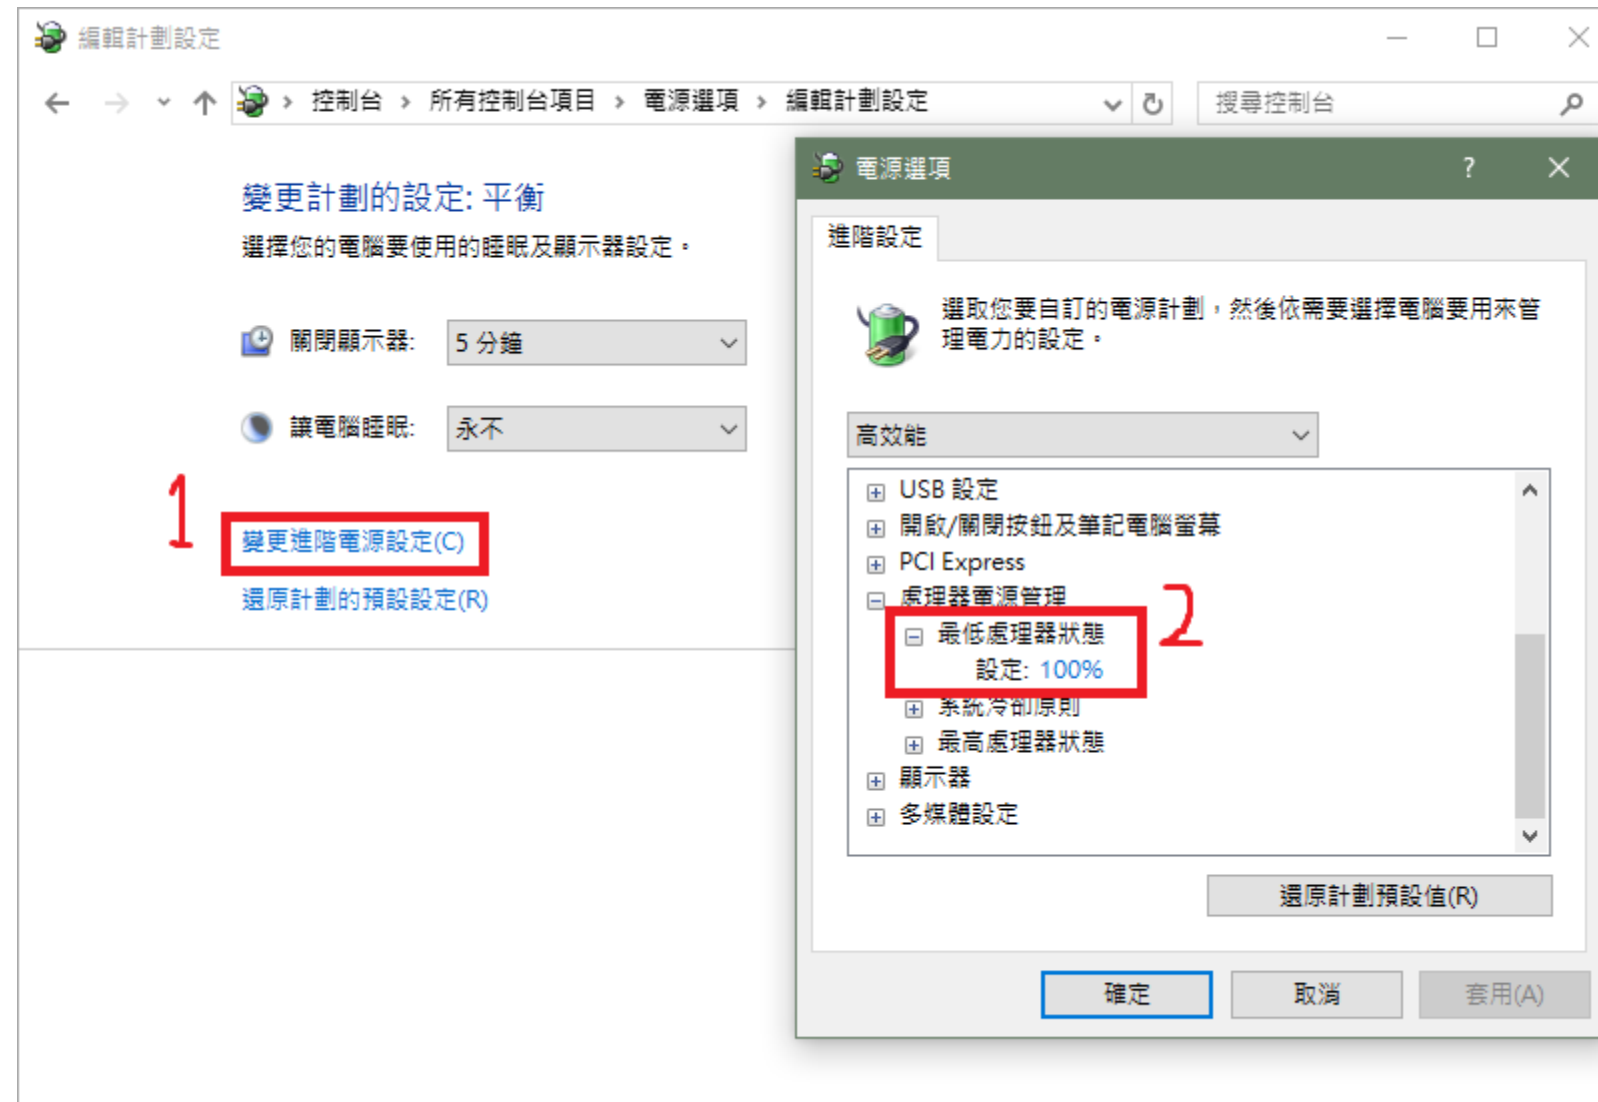 編輯計劃設定
控制台 › 所有控制台項目 › 電源選項 › 編輯計劃設定
搜尋控制台
變更計劃的設定: 平衡
選擇您的電腦要使用的睡眠及顯示器設定。
關閉顯示器: 5 分鐘
讓電腦睡眠: 永不
1
變更進階電源設定(C)
還原計劃的預設設定(R)
電源選項
?
進階設定
選取您要自訂的電源計劃，然後依需要選擇電腦要用來管
理電力的設定。
高效能
USB 設定
開啟/關閉按鈕及筆記電腦螢幕
PCI Express
處理器電源管理
2
最低處理器狀態
設定: 100%
系統冷卻原則
最高處理器狀態
顯示器
多媒體設定
還原計劃預設值(R)
確定 取消 套用(A)